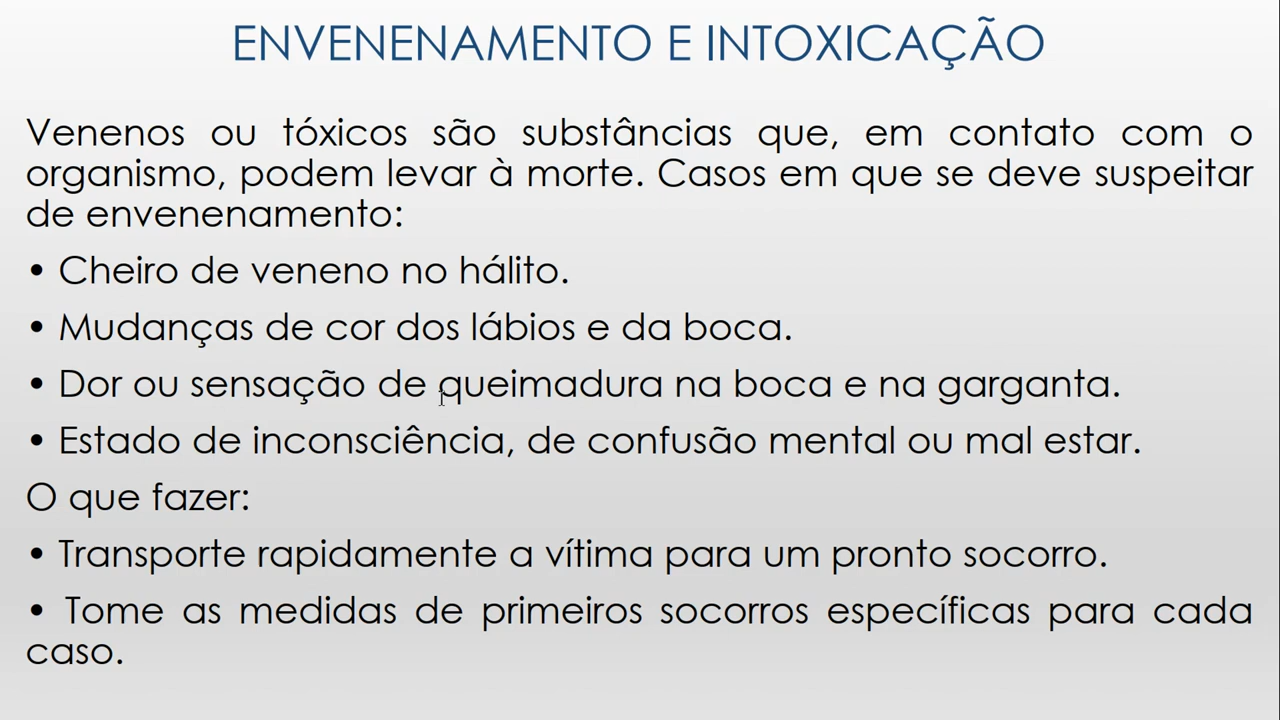 ENVENENAMENTO E INTOXICAÇÃO
Venenos ou tóxicos são substâncias que, em contato com o
organismo, podem levar à morte. Casos em que se deve suspeitar
de envenenamento:
• Cheiro de veneno no hálito.
• Mudanças de cor dos lábios e da boca.
• Dor ou sensação de queimadura na boca e na garganta.
• Estado de inconsciência, de confusão mental ou mal estar.
O que fazer:
• Transporte rapidamente a vítima para um pronto socorro.
• Tome as medidas de primeiros socorros específicas para cada
caso.